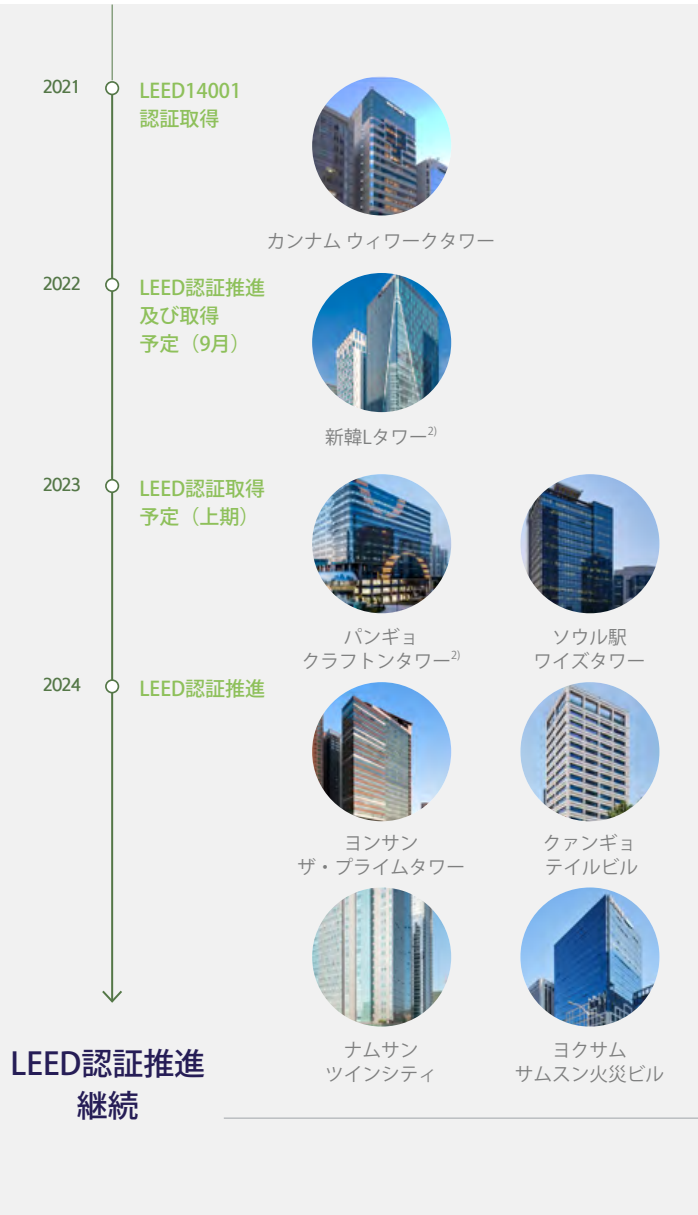 2021
LEED14001
認証取得
カンナム ウィワークタワー
2022
LEED認証推進
及び取得
予定（9月）
新韓Lタワー2)
2023
LEED認証取得
予定（上期）
パンギョ
クラフトンタワー2)
ソウル駅
ワイズタワー
2024
LEED認証推進
ヨンサン
ザ・プライムタワー
クァンギョ
テイルビル
ナムサン
ツインシティ
ヨクサム
サムスン火災ビル
LEED認証推進
継続